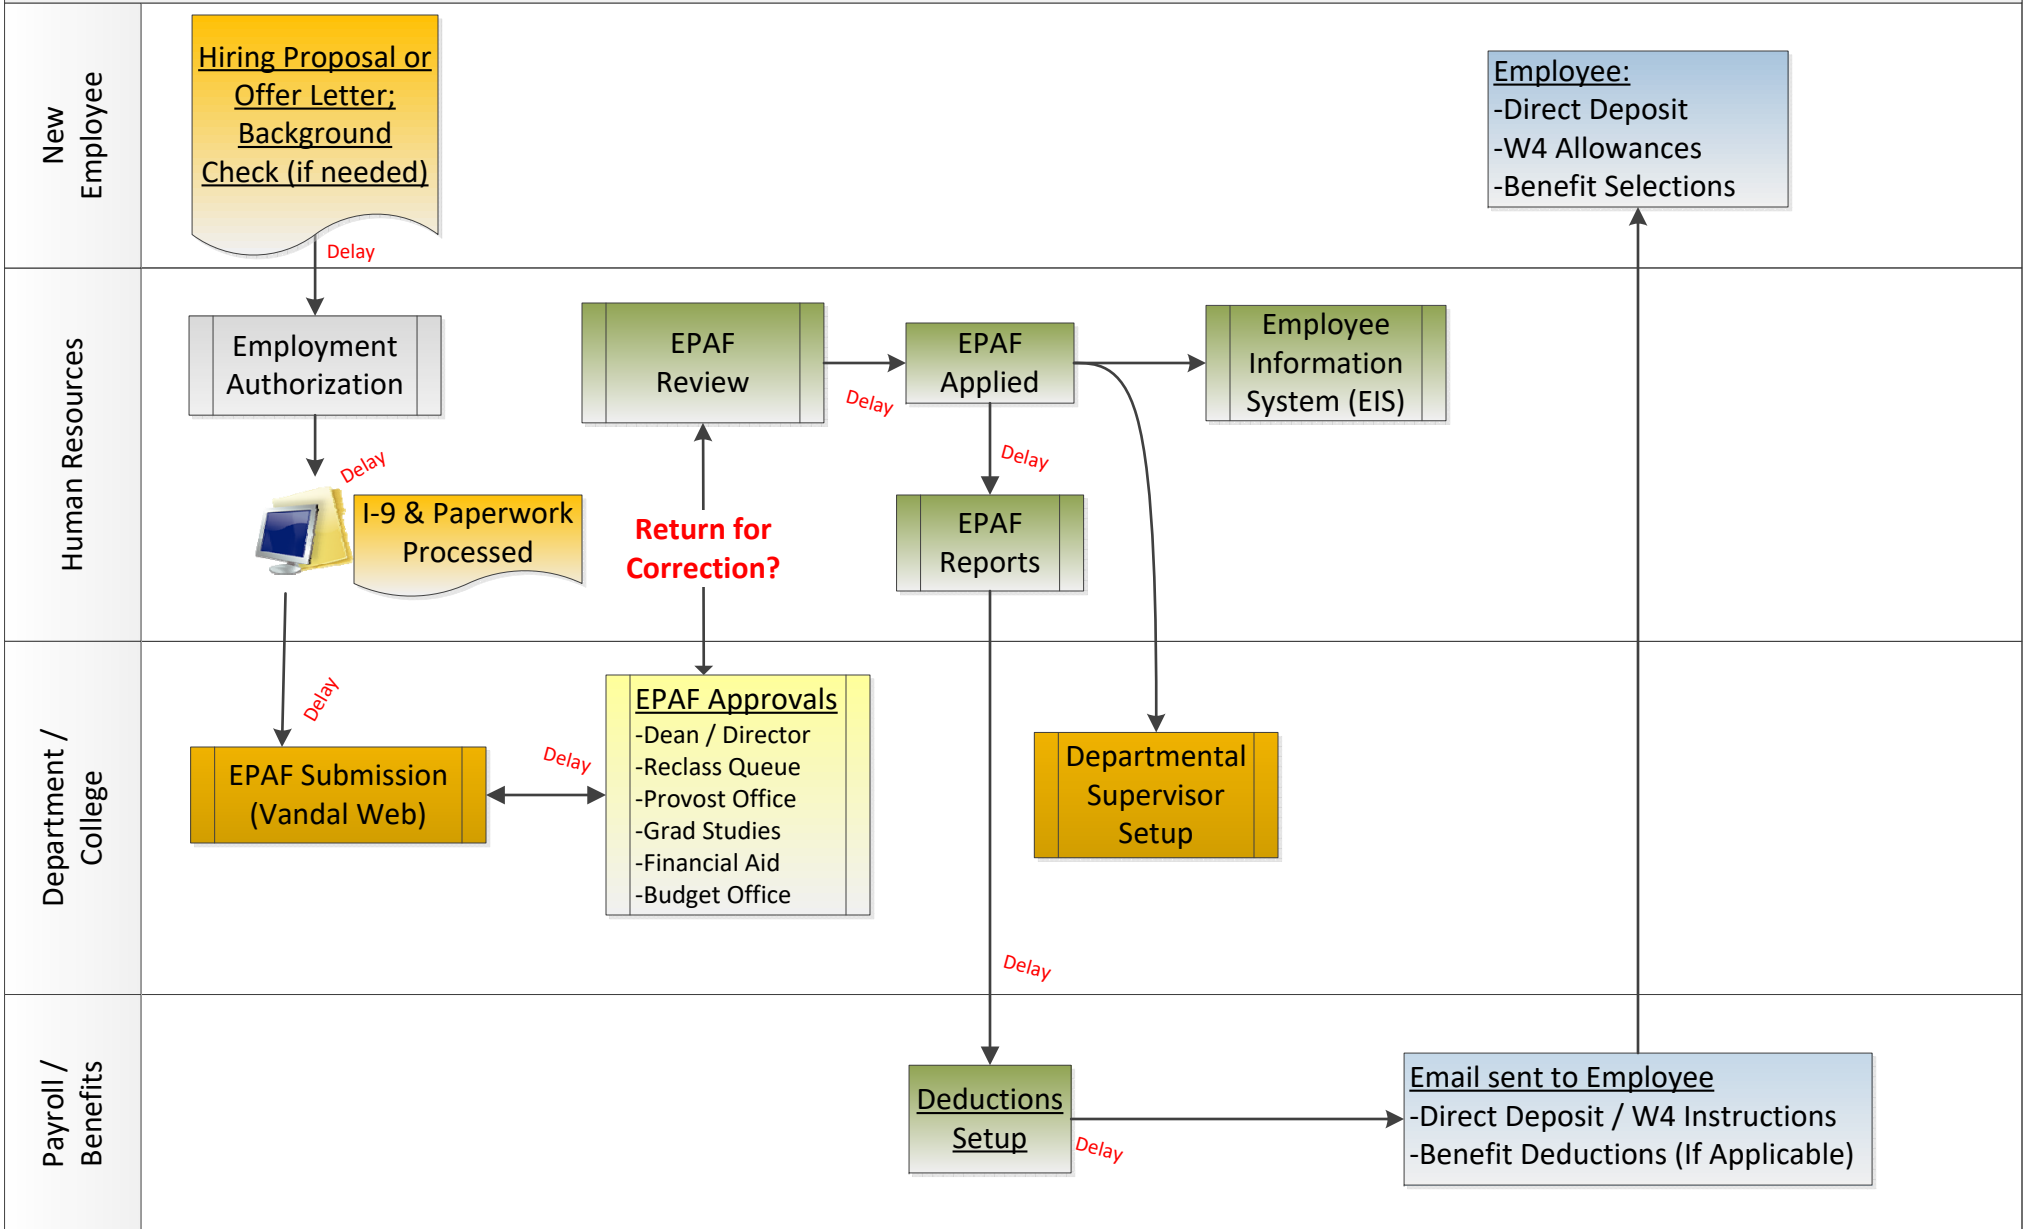 New
Employee
Hiring Proposal or
Offer Letter;
Background
Check (if needed)
Delay
Employee:
-Direct Deposit
-W4 Allowances
-Benefit Selections
Human Resources
Employment
Authorization
Delay
I-9 & Paperwork
Processed
EPAF
Review
Delay
EPAF
Applied
Employee
Information
System (EIS)
Delay
EPAF
Reports
Return for
Correction?
Department /
College
Delay
EPAF Submission
(Vandal Web)
Delay
EPAF Approvals
-Dean / Director
-Reclass Queue
-Provost Office
-Grad Studies
-Financial Aid
-Budget Office
Departmental
Supervisor
Setup
Delay
Payroll /
Benefits
Deductions
Setup
Delay
Email sent to Employee
-Direct Deposit / W4 Instructions
-Benefit Deductions (If Applicable)